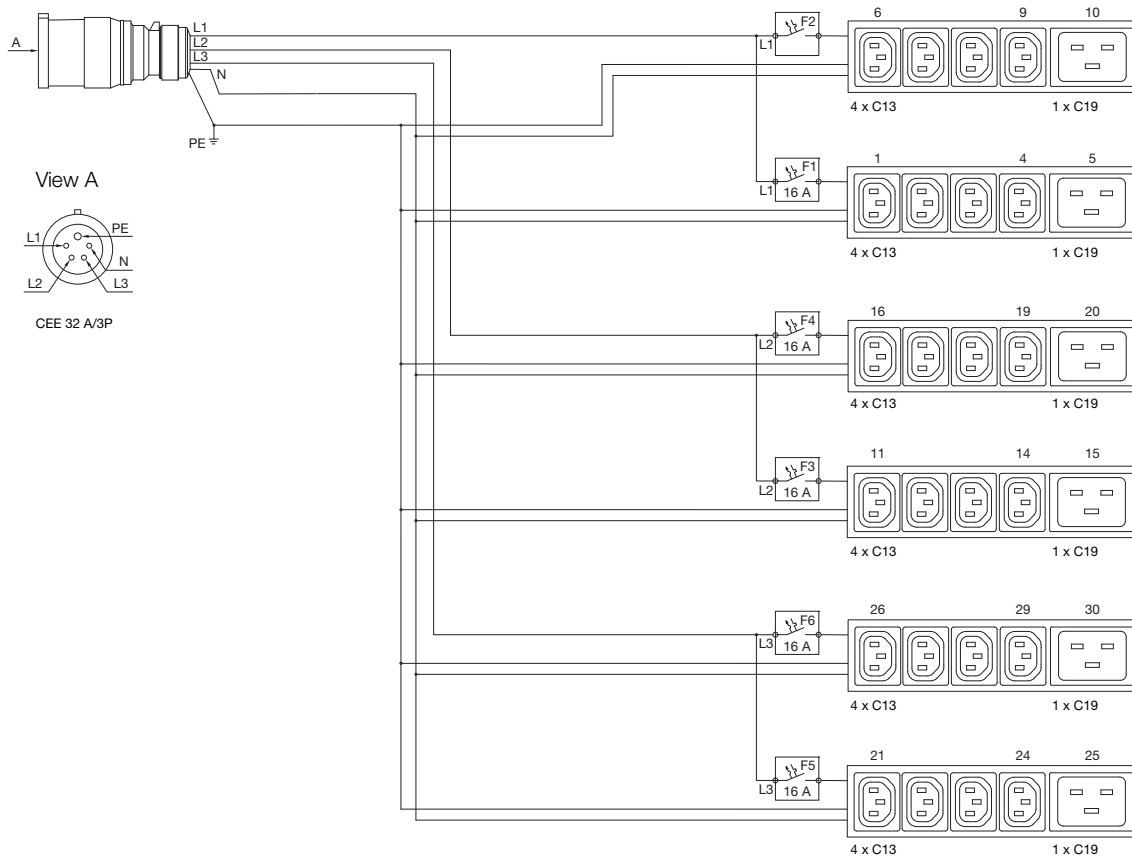 A
L1
L2
L3
N
PE
View A
L1
PE
N
L2
L3
CEE 32 A/3P
F2
L1
6 9 10
4 x C13 1 x C19
F1
L1
16 A
1 4 5
4 x C13 1 x C19
F4
L2
16 A
16 19 20
4 x C13 1 x C19
F3
L2
16 A
11 14 15
4 x C13 1 x C19
F6
L3
16 A
26 29 30
4 x C13 1 x C19
F5
L3
16 A
21 24 25
4 x C13 1 x C19